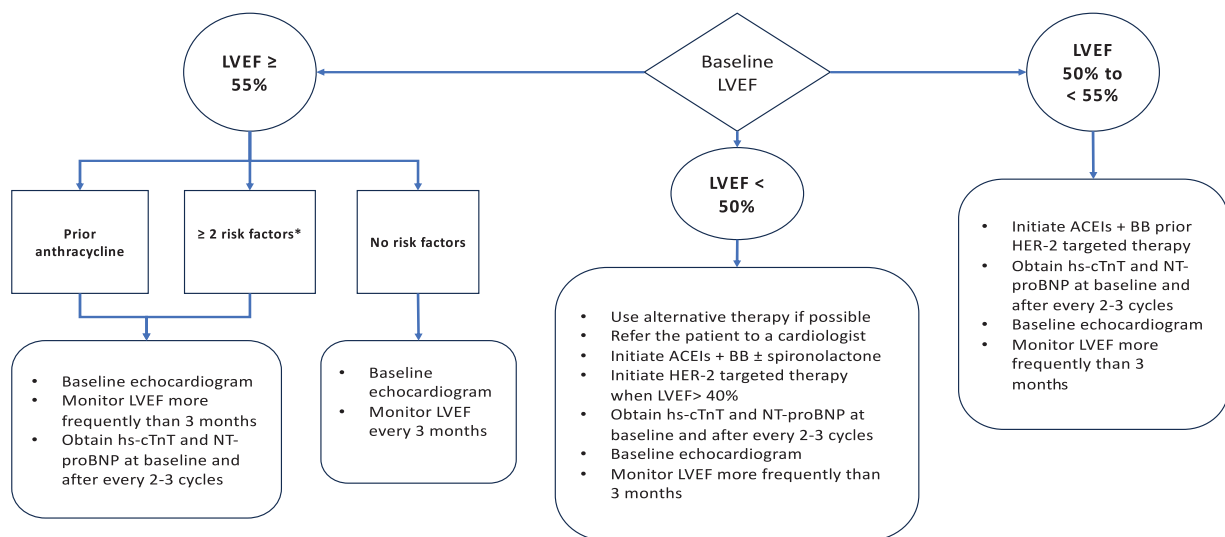 LVEF ≥
55%
Baseline
LVEF
LVEF
50% to
< 55%
LVEF <
50%
Prior
anthracycline
≥ 2 risk factors*
No risk factors
• Baseline echocardiogram
• Monitor LVEF more
frequently than 3 months
• Obtain hs-cTnT and NT-
proBNP at baseline and
after every 2-3 cycles
• Baseline
echocardiogram
• Monitor LVEF
every 3 months
• Use alternative therapy if possible
• Refer the patient to a cardiologist
• Initiate ACEIs + BB ± spironolactone
• Initiate HER-2 targeted therapy
when LVEF> 40%
• Obtain hs-cTnT and NT-proBNP at
baseline and after every 2-3 cycles
• Baseline echocardiogram
• Monitor LVEF more frequently than
3 months
• Initiate ACEIs + BB prior
HER-2 targeted therapy
• Obtain hs-cTnT and NT-
proBNP at baseline and
after every 2-3 cycles
• Baseline echocardiogram
• Monitor LVEF more
frequently than 3
months